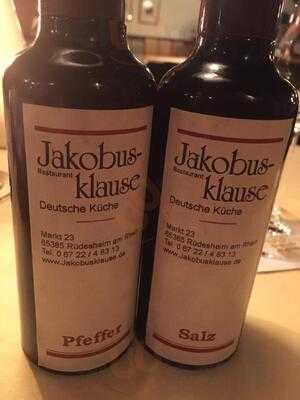 Jakobus-
Restaurant
klause
Deutsche Küche
Markt 23
65385 Rüdesheim am Rhein
Tel. 0 67 22 / 4 83 13
www.Jakobusklause.de
Pfeffer
Jakobus-
Restaurant
klause
Deutsche Küche
Markt 23
65385 Rüdesheim am Rhein
Tel. 0 67 22 / 4 83 13
www.Jakobusklause.de
Salz